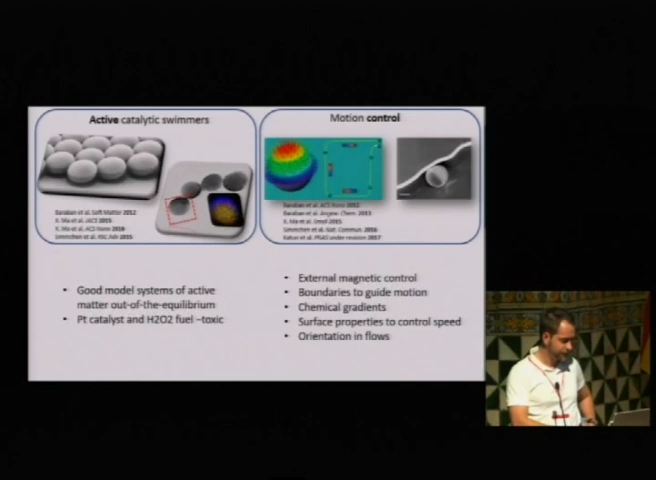 Active catalytic swimmers
Baraban et al. Soft Matter 2012
X. Ma et al. JACS 2015
X. Ma et al. ACS Nano 2016
Simmchen et al. RSC Adv 2015
Good model systems of active
matter out-of-the-equilibrium
Pt catalyst and H2O2 fuel –toxic
Motion control
Baraban et al. ACS Nano 2012
Baraban et al. Angew. Chem. 2013
X. Ma et al. Small 2015
Simmchen et al. Nat. Commun. 2016
Katuri et al. PNAS under revision 2017
External magnetic control
Boundaries to guide motion
Chemical gradients
Surface properties to control speed
Orientation in flows